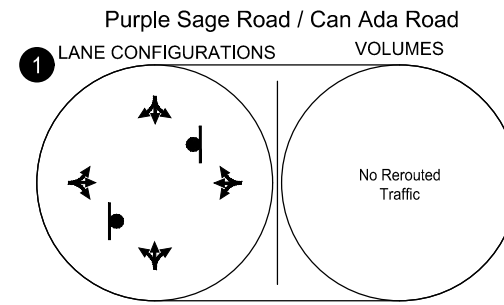 Purple Sage Road / Can Ada Road
1
LANE CONFIGURATIONS
VOLUMES
No Rerouted
Traffic